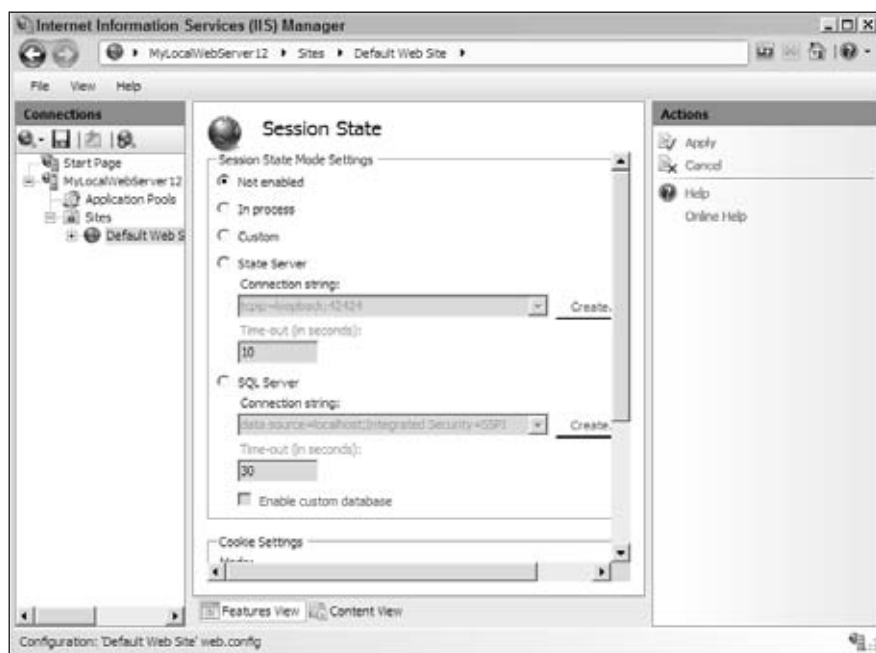 Internet Information Services (IIS) Manager
MyLocalWebServer12 Sites Default Web Site
File View Help
Connections
Start Page
MyLocalWebServer12
Application Pools
Sites
Default Web S
Session State
Session State Mode Settings
Not enabled
In process
Custom
State Server
Connection string:
tcpip=loopback:42424
Create.
Time-out (in seconds):
10
SQL Server
Connection string:
data source=localhost;Integrated Security=SSPI
Create.
Time-out (in seconds):
30
Enable custom database
Cookie Settings
Features View Content View
Actions
Apply
Cancel
Help
Online Help
Configuration: 'Default Web Site' web.config